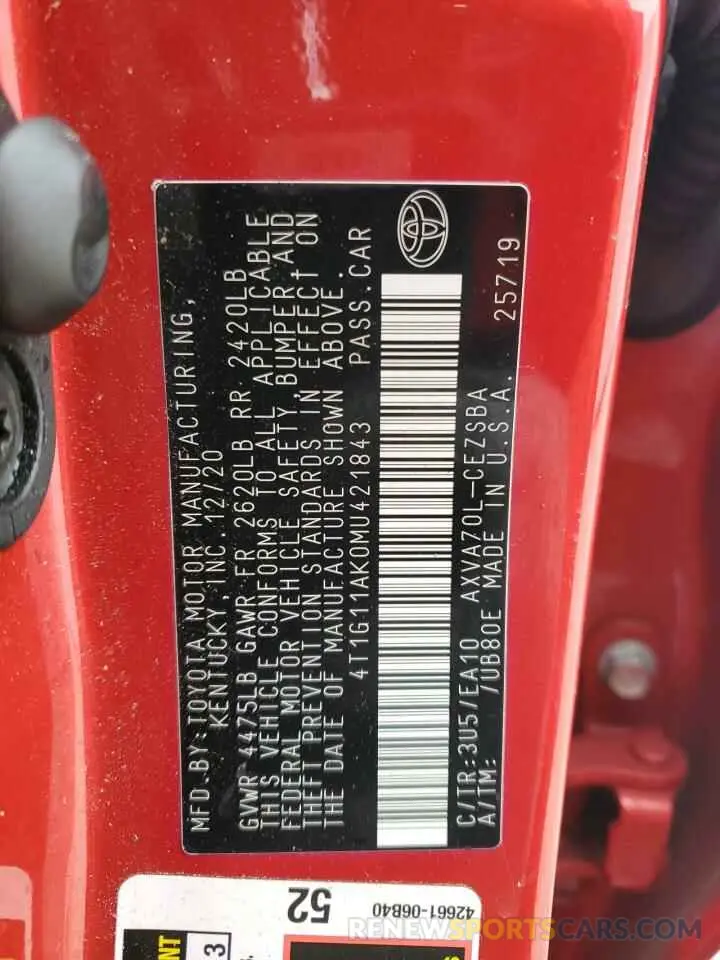 MFD.BY:TOYOTA MOTOR MANUFACTURING,
KENTUCKY, INC.12/20
GVWR 4475LB GAWR FR 2620LB RR 2420LB
THIS VEHICLE CONFORMS TO ALL APPLICABLE
FEDERAL MOTOR VEHICLE SAFETY, BUMPER, AND
THEFT PREVENTION STANDARDS IN EFFECT ON
THE DATE OF MANUFACTURE SHOWN ABOVE.
4T1G11AK0MU421843 PASS.CAR
C/TR:3U5/EA10 AXVA70L-CEZSBA
A/TM: /UB80E MADE IN U.S.A. 25719
52
42661-06B40
3
REVIEWSPORTSCARS.COM